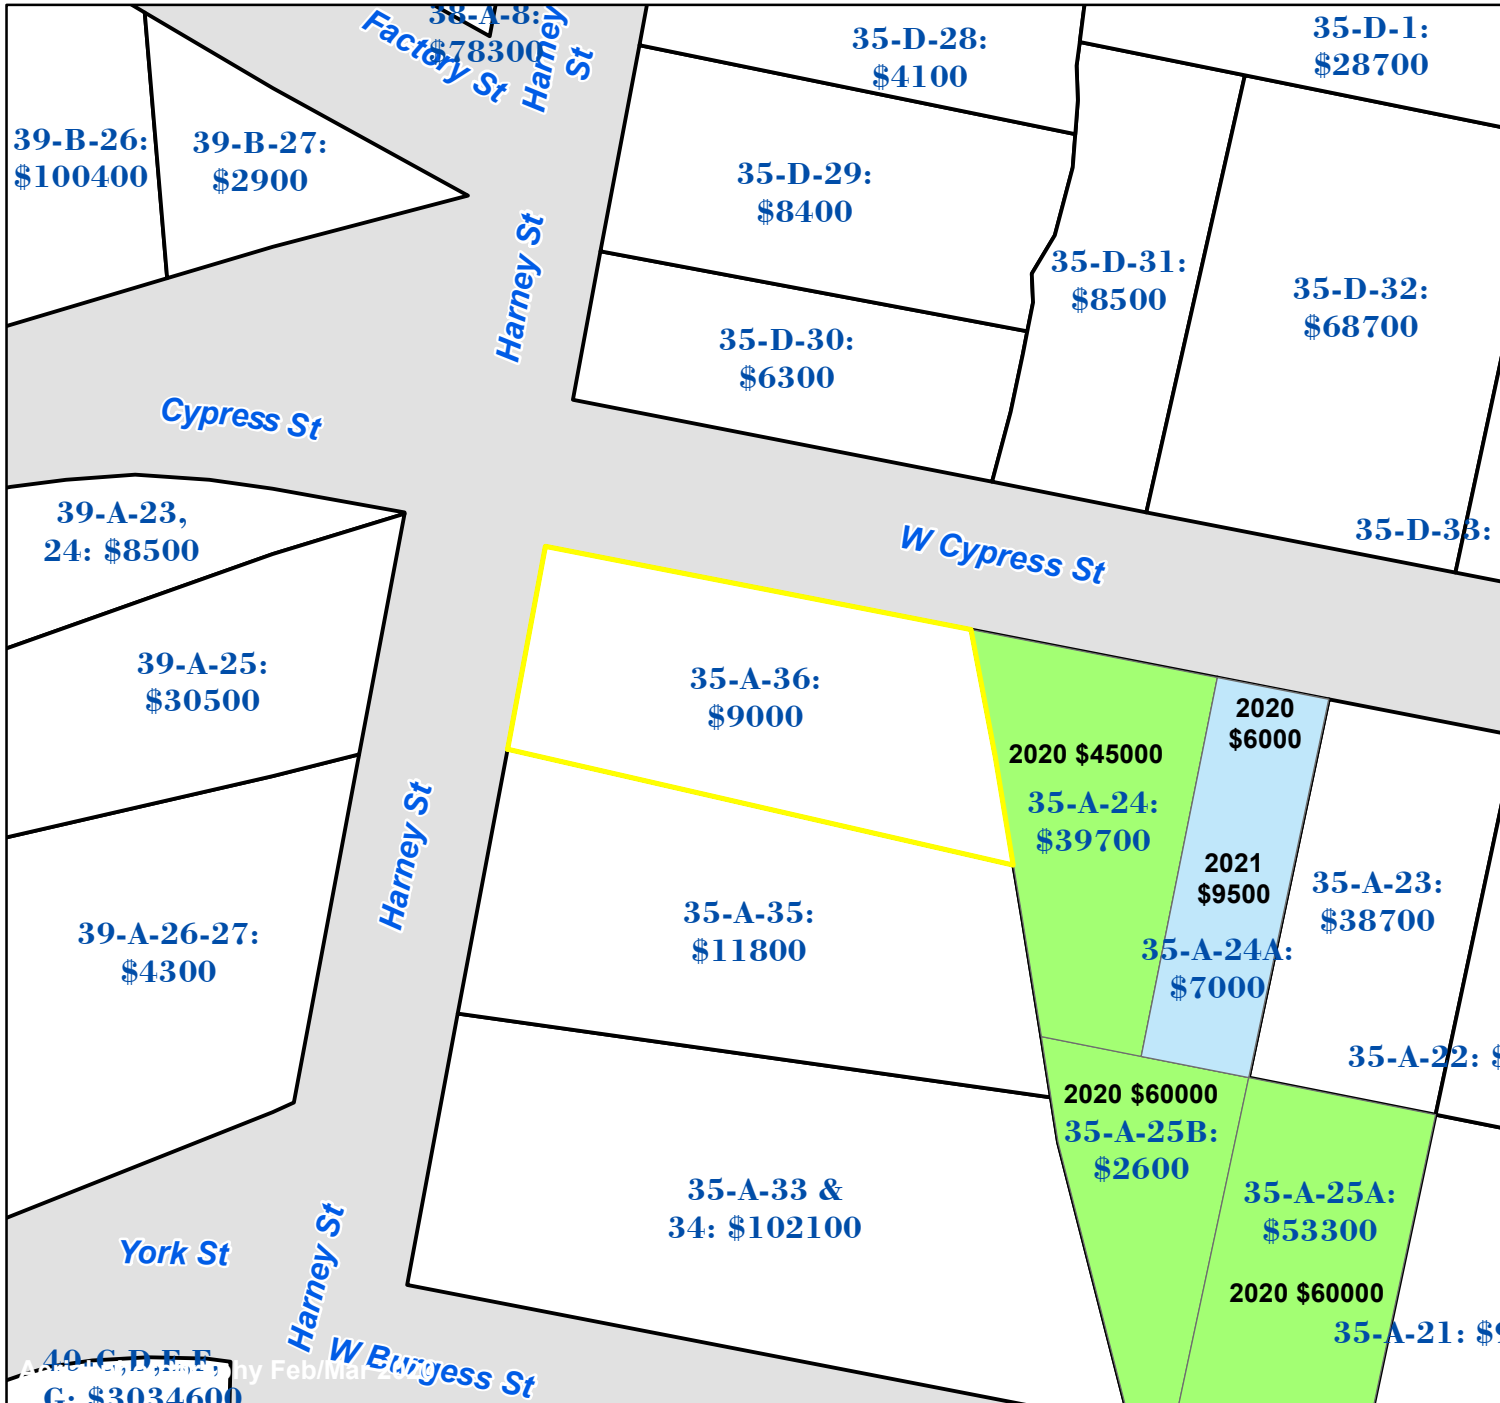 38-A-8:
$78300
Factory St
Harney
St
35-D-28:
$4100
35-D-1:
$28700
39-B-26:
$100400
39-B-27:
$2900
35-D-29:
$8400
Harney St
35-D-31:
$8500
35-D-32:
$68700
35-D-30:
$6300
Cypress St
39-A-23,
24: $8500
W Cypress St
35-D-33:
39-A-25:
$30500
35-A-36:
$9000
2020
$6000
2020 $45000
35-A-24:
$39700
Harney St
2021
$9500
35-A-23:
$38700
39-A-26-27:
$4300
35-A-35:
$11800
35-A-24A:
$7000
35-A-22: $
2020 $60000
35-A-25B:
$2600
35-A-33 &
34: $102100
35-A-25A:
$53300
York St
Harney St
2020 $60000
35-A-21: $
W Burgess St
Feb/Mar 2020
G: $3034600